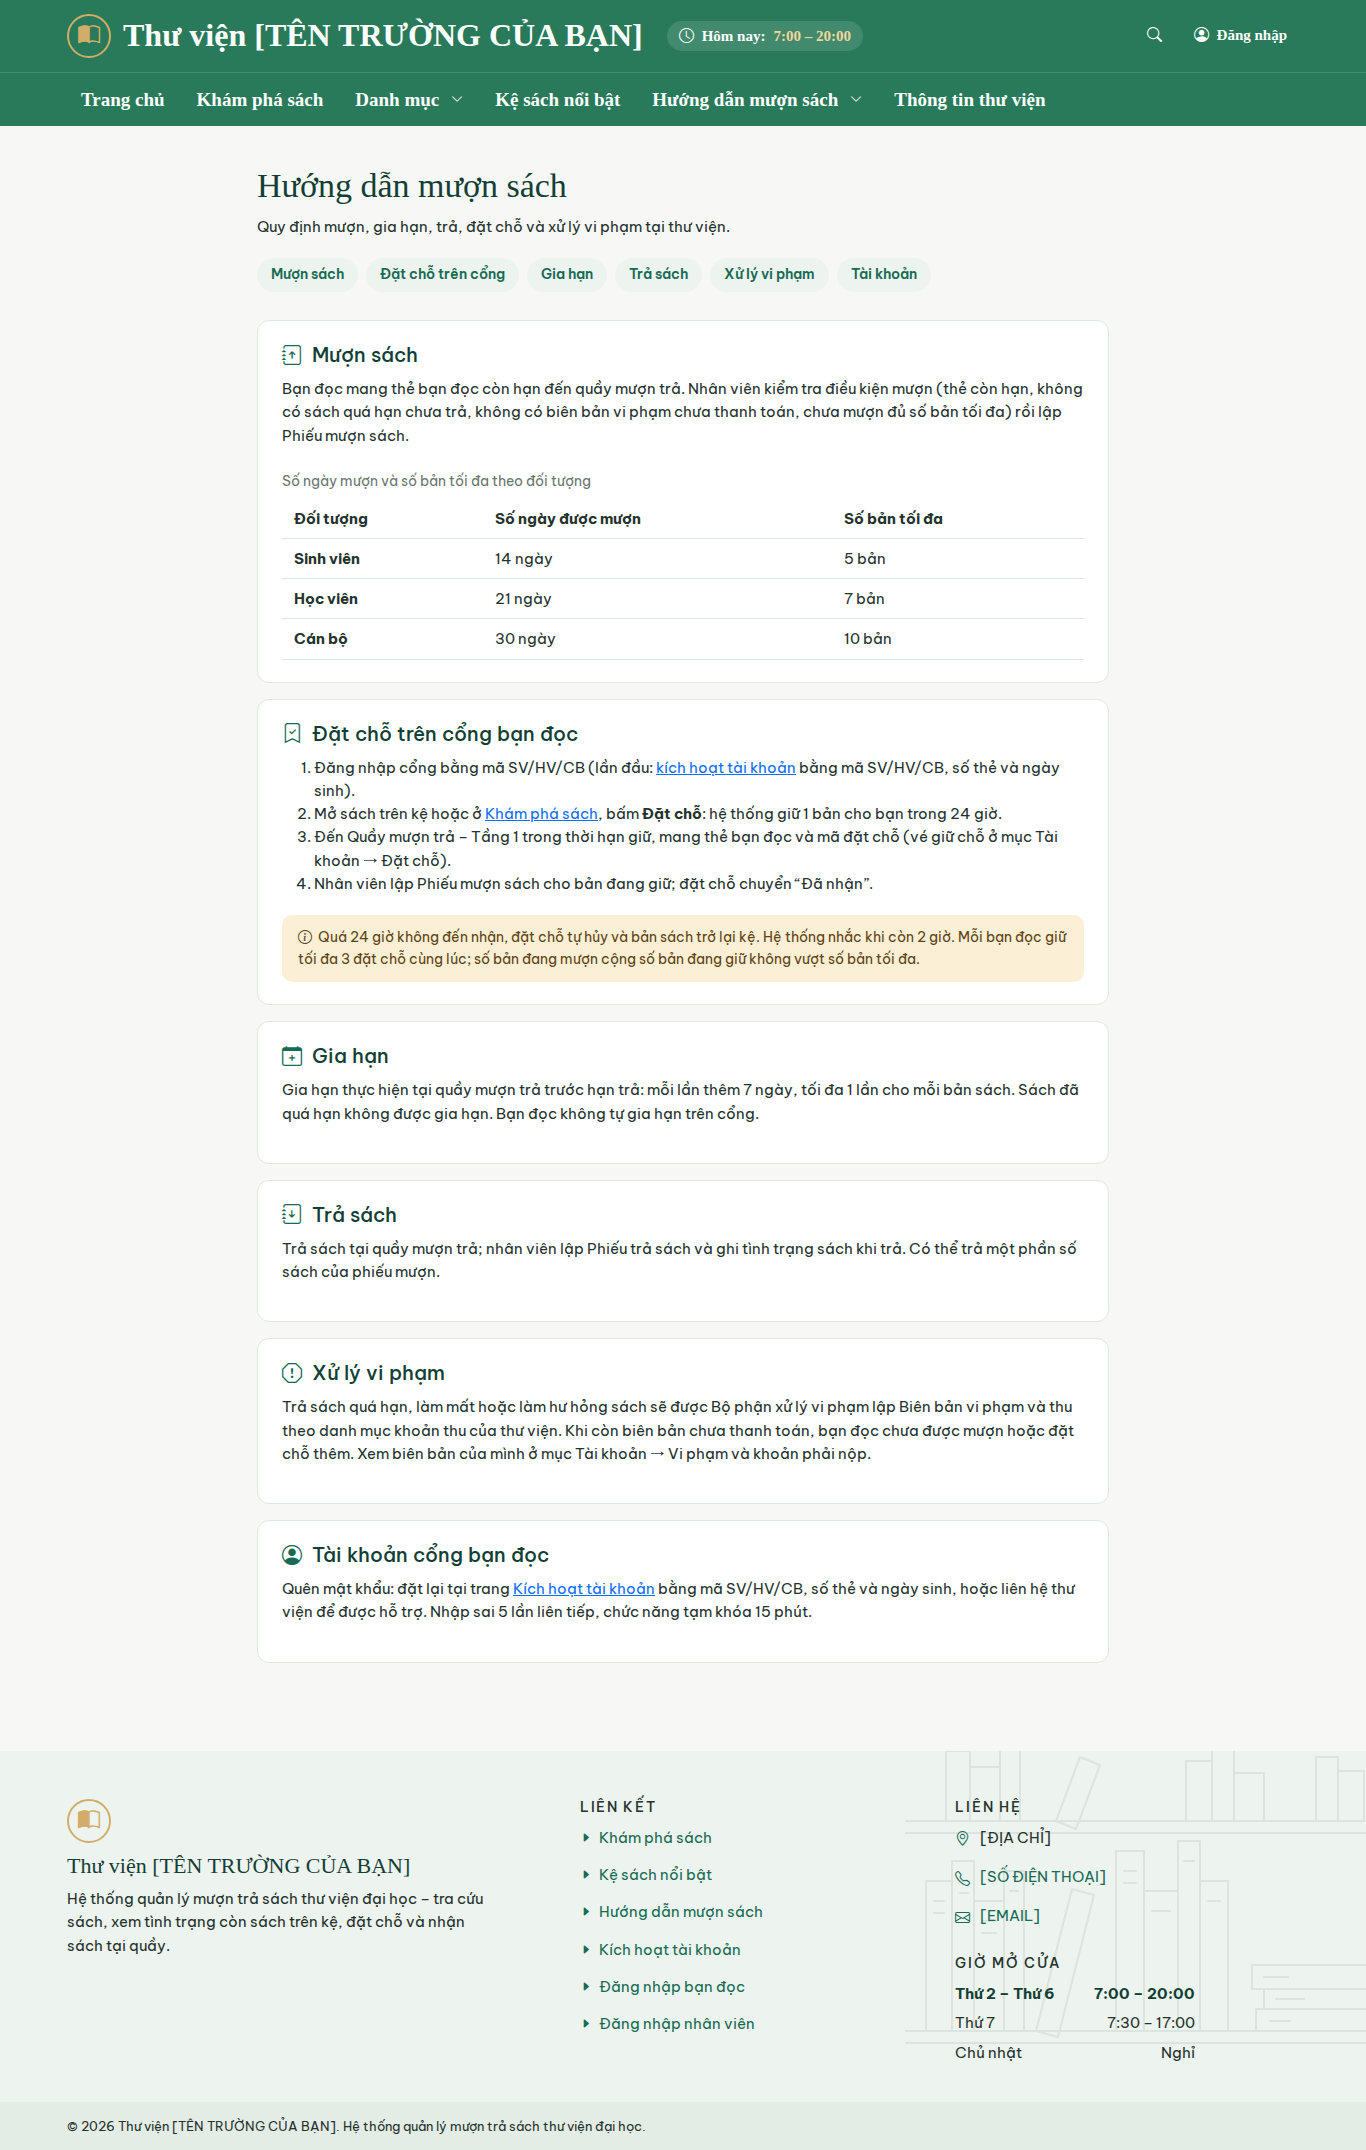 Thư viện [TÊN TRƯỜNG CỦA BẠN]
Hôm nay: 7:00 – 20:00
Đăng nhập
Trang chủ
Khám phá sách
Danh mục
Kệ sách nổi bật
Hướng dẫn mượn sách
Thông tin thư viện
Hướng dẫn mượn sách
Quy định mượn, gia hạn, trả, đặt chỗ và xử lý vi phạm tại thư viện.
Mượn sách
Đặt chỗ trên cổng
Gia hạn
Trả sách
Xử lý vi phạm
Tài khoản
Mượn sách
Bạn đọc mang thẻ bạn đọc còn hạn đến quầy mượn trả. Nhân viên kiểm tra điều kiện mượn (thẻ còn hạn, không
có sách quá hạn chưa trả, không có biên bản vi phạm chưa thanh toán, chưa mượn đủ số bản tối đa) rồi lập
Phiếu mượn sách.
Số ngày mượn và số bản tối đa theo đối tượng
Đối tượng Số ngày được mượn Số bản tối đa
Sinh viên 14 ngày 5 bản
Học viên 21 ngày 7 bản
Cán bộ 30 ngày 10 bản
Đặt chỗ trên cổng bạn đọc
1. Đăng nhập cổng bằng mã SV/HV/CB (lần đầu: kích hoạt tài khoản bằng mã SV/HV/CB, số thẻ và ngày
sinh).
2. Mở sách trên kệ hoặc ở Khám phá sách, bấm Đặt chỗ: hệ thống giữ 1 bản cho bạn trong 24 giờ.
3. Đến Quầy mượn trả – Tầng 1 trong thời hạn giữ, mang thẻ bạn đọc và mã đặt chỗ (vé giữ chỗ ở mục Tài
khoản → Đặt chỗ).
4. Nhân viên lập Phiếu mượn sách cho bản đang giữ; đặt chỗ chuyển “Đã nhận”.
Quá 24 giờ không đến nhận, đặt chỗ tự hủy và bản sách trở lại kệ. Hệ thống nhắc khi còn 2 giờ. Mỗi bạn đọc giữ
tối đa 3 đặt chỗ cùng lúc; số bản đang mượn cộng số bản đang giữ không vượt số bản tối đa.
Gia hạn
Gia hạn thực hiện tại quầy mượn trả trước hạn trả: mỗi lần thêm 7 ngày, tối đa 1 lần cho mỗi bản sách. Sách đã
quá hạn không được gia hạn. Bạn đọc không tự gia hạn trên cổng.
Trả sách
Trả sách tại quầy mượn trả; nhân viên lập Phiếu trả sách và ghi tình trạng sách khi trả. Có thể trả một phần số
sách của phiếu mượn.
Xử lý vi phạm
Trả sách quá hạn, làm mất hoặc làm hư hỏng sách sẽ được Bộ phận xử lý vi phạm lập Biên bản vi phạm và thu
theo danh mục khoản thu của thư viện. Khi còn biên bản chưa thanh toán, bạn đọc chưa được mượn hoặc đặt
chỗ thêm. Xem biên bản của mình ở mục Tài khoản → Vi phạm và khoản phải nộp.
Tài khoản cổng bạn đọc
Quên mật khẩu: đặt lại tại trang Kích hoạt tài khoản bằng mã SV/HV/CB, số thẻ và ngày sinh, hoặc liên hệ thư
viện để được hỗ trợ. Nhập sai 5 lần liên tiếp, chức năng tạm khóa 15 phút.
Thư viện [TÊN TRƯỜNG CỦA BẠN]
Hệ thống quản lý mượn trả sách thư viện đại học – tra cứu
sách, xem tình trạng còn sách trên kệ, đặt chỗ và nhận
sách tại quầy.
LIÊN KẾT
Khám phá sách
Kệ sách nổi bật
Hướng dẫn mượn sách
Kích hoạt tài khoản
Đăng nhập bạn đọc
Đăng nhập nhân viên
LIÊN HỆ
[ĐỊA CHỈ]
[SỐ ĐIỆN THOẠI]
[EMAIL]
GIỜ MỞ CỬA
Thứ 2 – Thứ 6 7:00 – 20:00
Thứ 7 7:30 – 17:00
Chủ nhật Nghỉ
© 2026 Thư viện [TÊN TRƯỜNG CỦA BẠN]. Hệ thống quản lý mượn trả sách thư viện đại học.